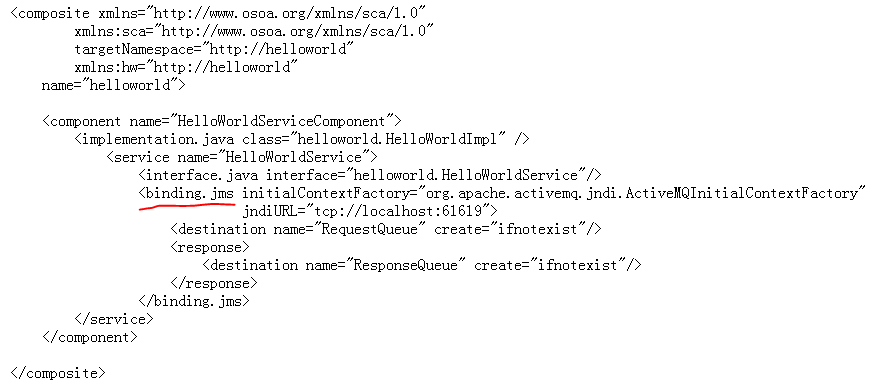 <composite xmlns="http://www.osoa.org/xmlns/sca/1.0"
xmlns:sca="http://www.osoa.org/xmlns/sca/1.0"
targetNamespace="http://helloworld"
xmlns:hw="http://helloworld"
name="helloworld">
<component name="HelloWorldServiceComponent">
<implementation.java class="helloworld.HelloWorldImpl" />
<service name="HelloWorldService">
<interface.java interface="helloworld.HelloWorldService"/>
<binding.jms initialContextFactory="org.apache.activemq.jndi.ActiveMQInitialContextFactory"
jndiURL="tcp://localhost:61619">
<destination name="RequestQueue" create="ifnotexist"/>
<response>
<destination name="ResponseQueue" create="ifnotexist"/>
</response>
</binding.jms>
</service>
</component>
</composite>